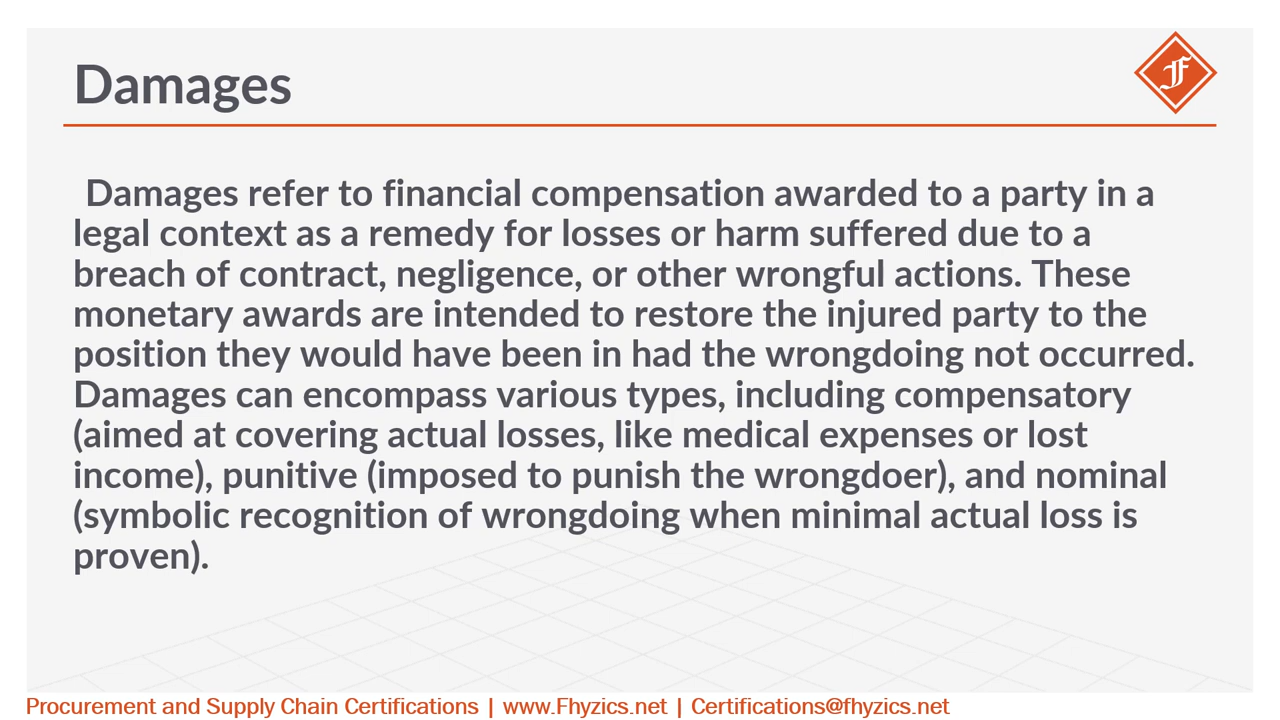 Damages
Damages refer to financial compensation awarded to a party in a
legal context as a remedy for losses or harm suffered due to a
breach of contract, negligence, or other wrongful actions. These
monetary awards are intended to restore the injured party to the
position they would have been in had the wrongdoing not occurred.
Damages can encompass various types, including compensatory
(aimed at covering actual losses, like medical expenses or lost
income), punitive (imposed to punish the wrongdoer), and nominal
(symbolic recognition of wrongdoing when minimal actual loss is
proven).
Procurement and Supply Chain Certifications | www.Fhyzics.net | Certifications@fhyzics.net